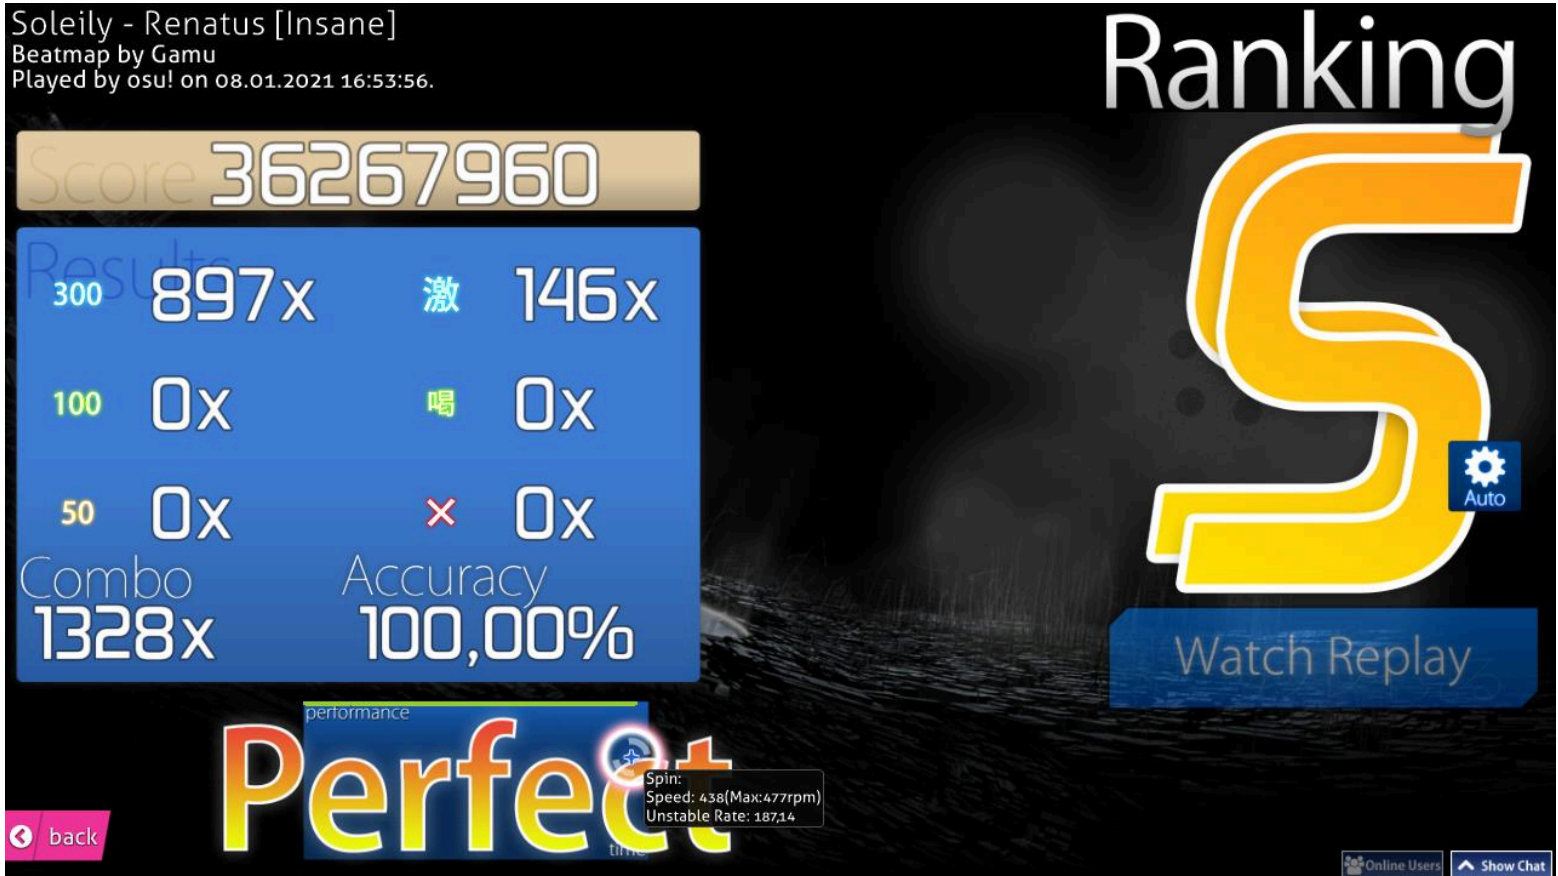 Soleily - Renatus [Insane]
Beatmap by Gamu
Played by osu! on 08.01.2021 16:53:56.
Ranking
Score 36267960
Results
300 897x 激 146x
100 0x 喝 0x
50 0x X 0x
Combo Accuracy
1328x 100,00%
Auto
Watch Replay
performance
Perfect
Spin:
Speed: 438(Max:477rpm)
Unstable Rate: 187,14
time
back
Online Users Show Chat